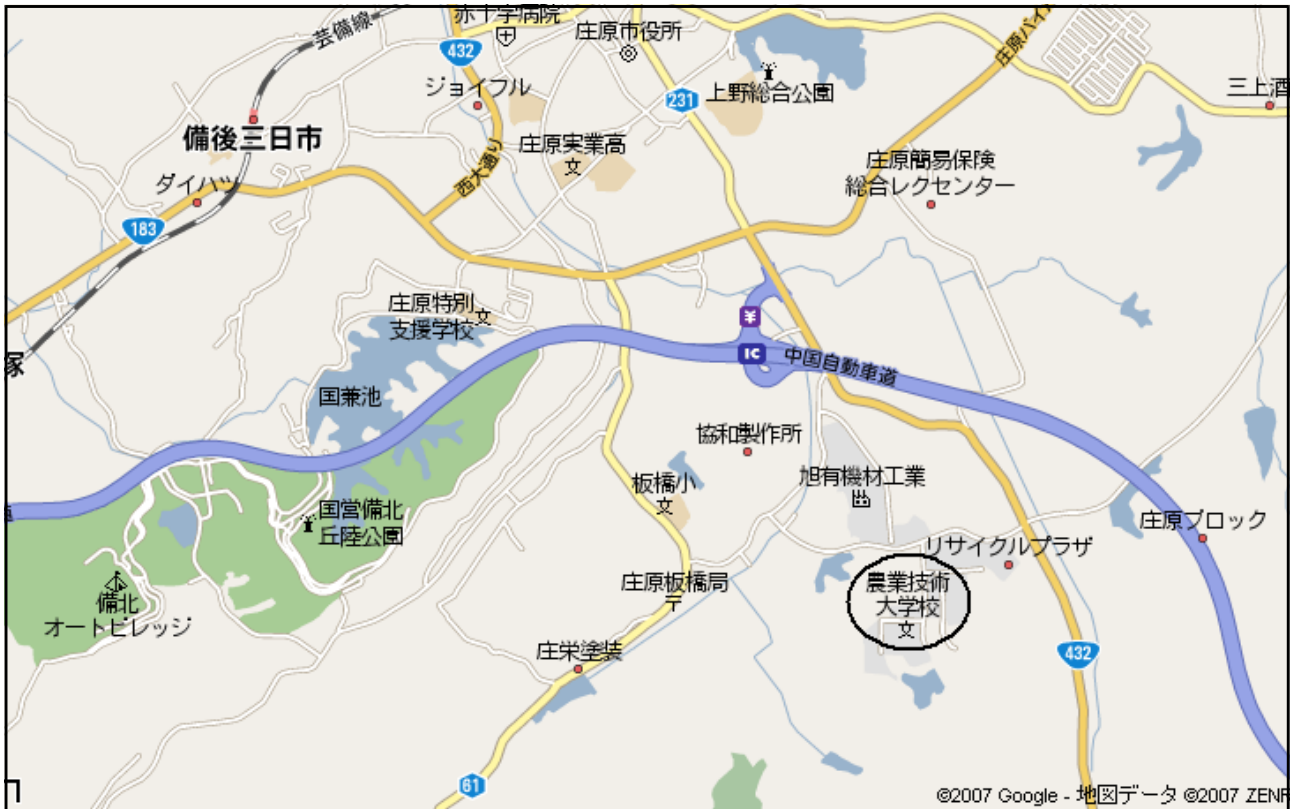 赤十字病院
芸備線
432
庄原市役所
庄原バイ
ジョイフル
231
上野総合公園
三上酒
備後三日市
庄原実業高
西大通り
庄原簡易保険
総合レクセンター
ダイハツ
183
庄原特別
支援学校
¥
IC
中国自動車道
塚
国兼池
協和製作所
板橋小
旭有機材工業
国営備北
丘陸公園
庄原ブロック
リサイクルプラザ
庄原板橋局
農業技術
大学校
備北
オートビレッジ
庄栄塗装
432
61
©2007 Google - 地図データ ©2007 ZENR